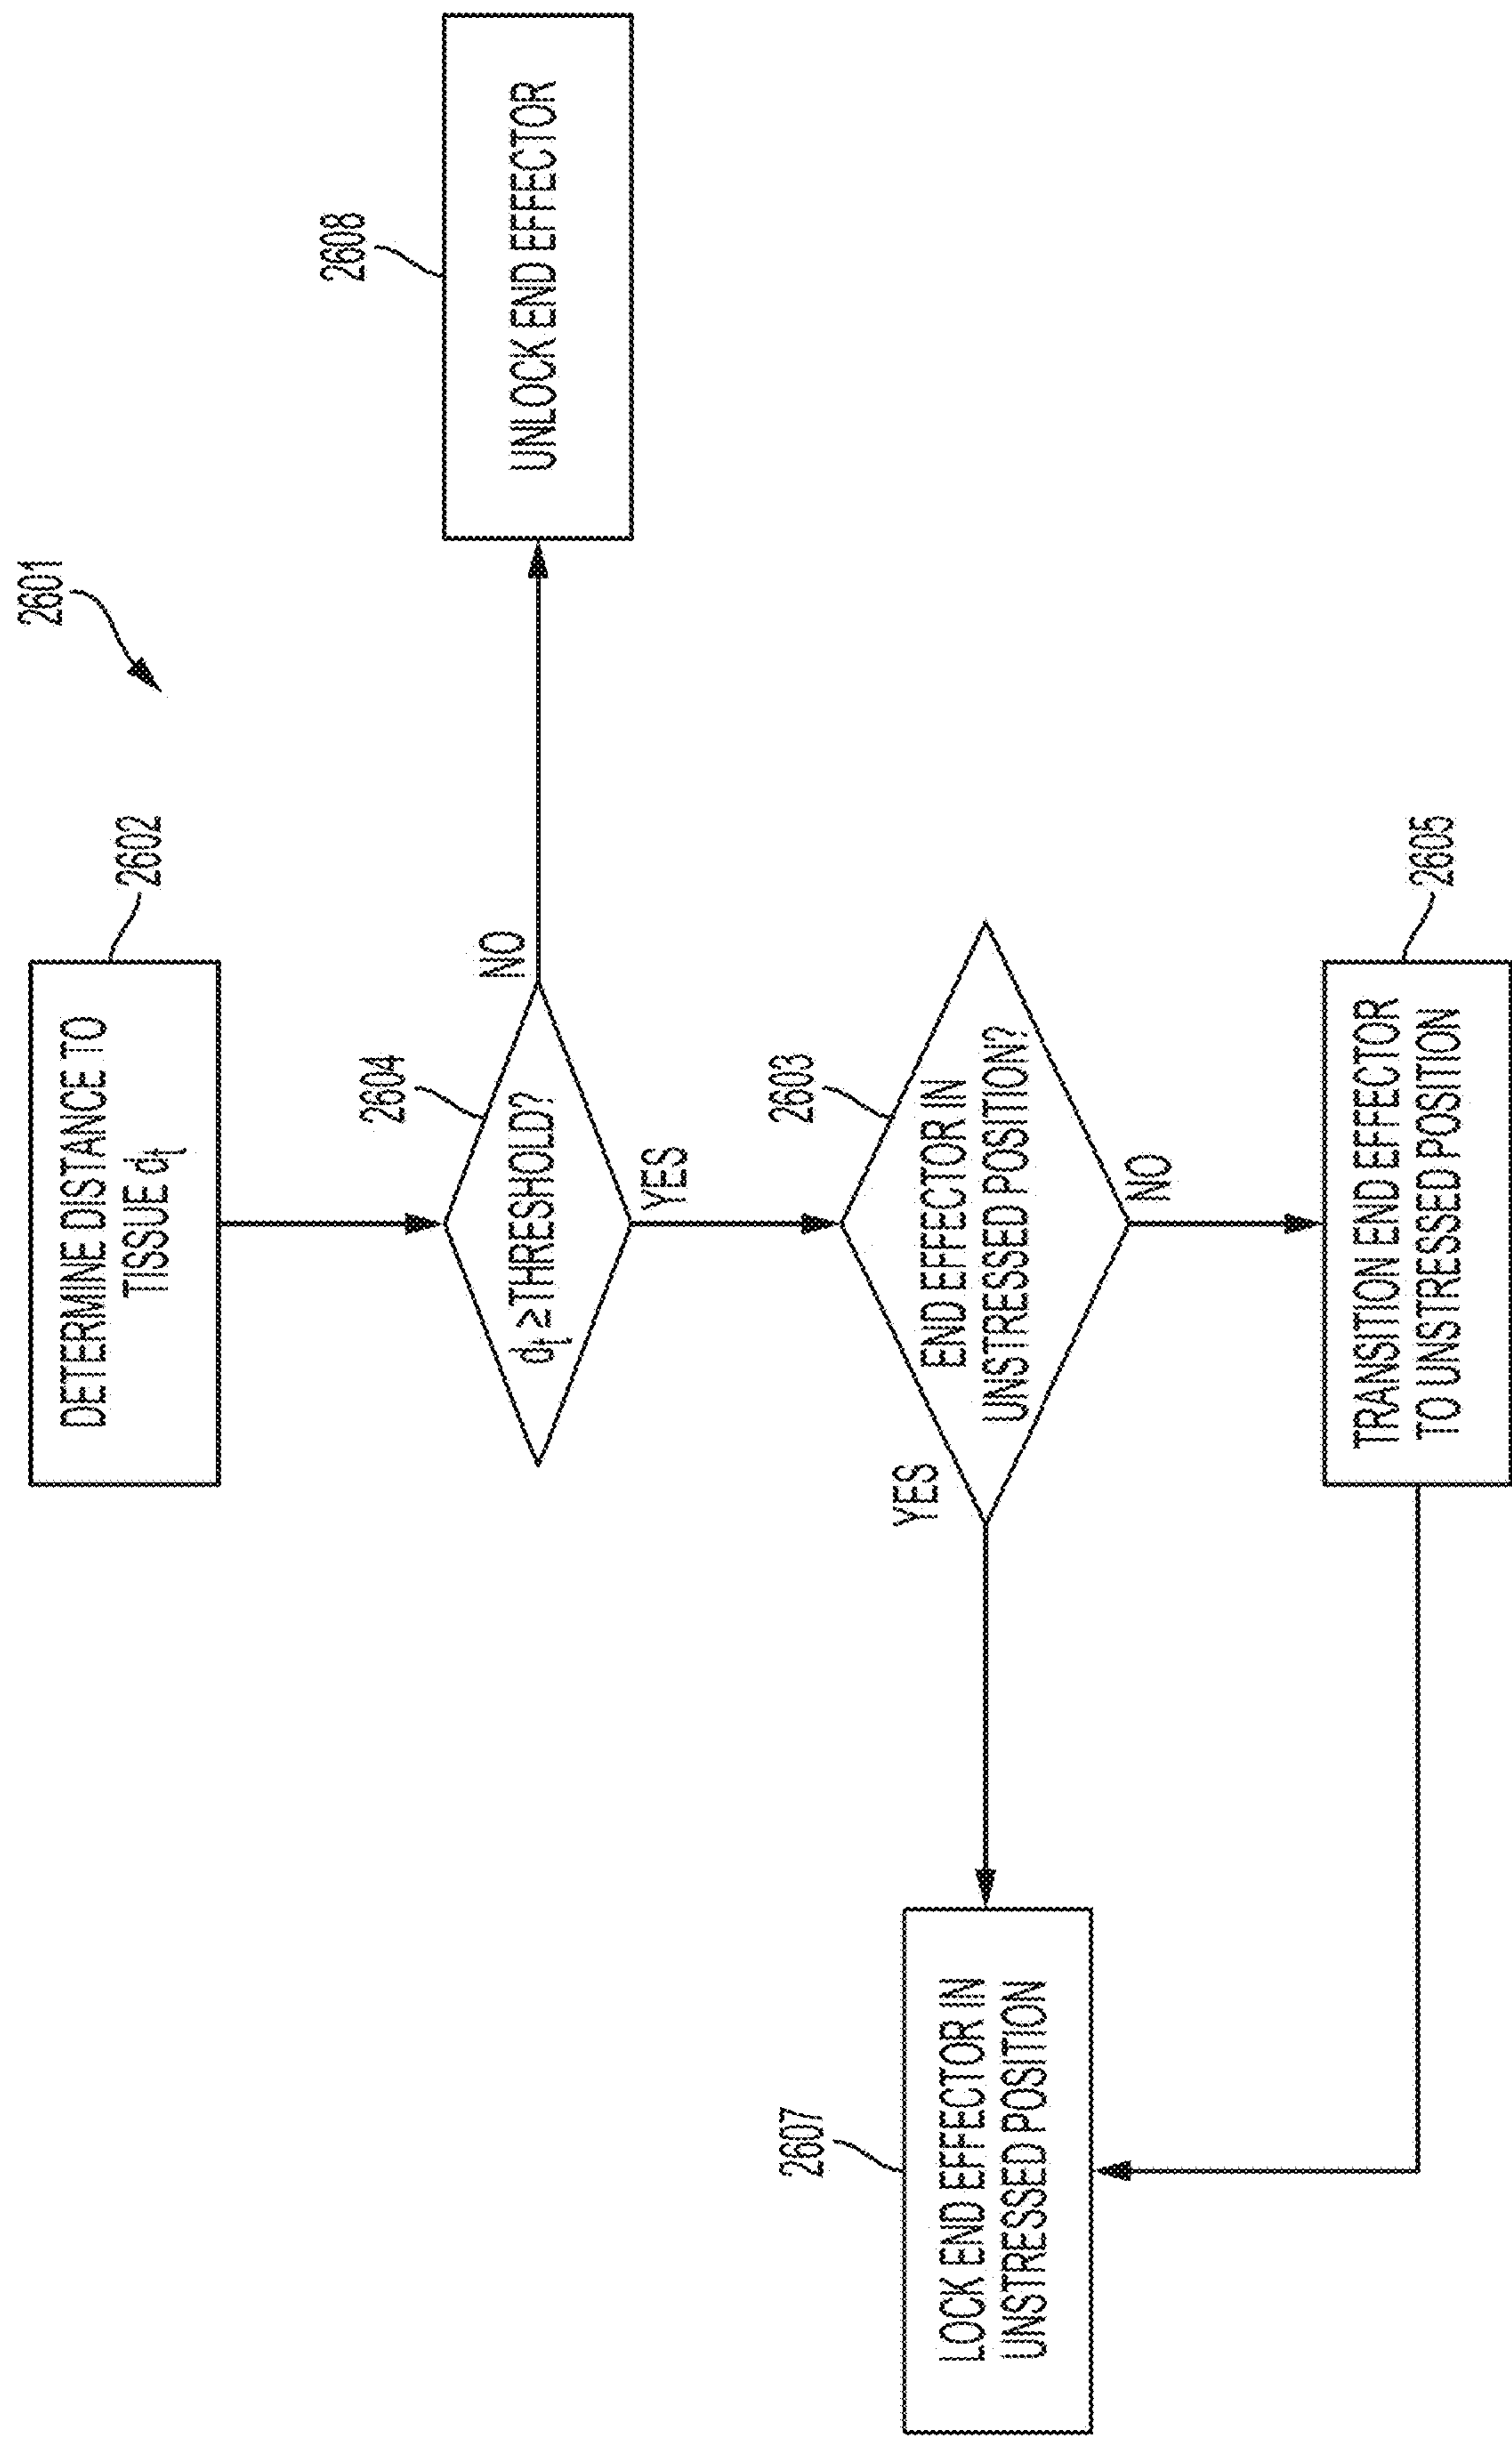 2601
DETERMINE DISTANCE TO
TISSUE dt
2602
2604
dt ≥ THRESHOLD?
NO
YES
UNLOCK END EFFECTOR
2608
2603
END EFFECTOR IN
UNSTRESSED POSITION?
YES
NO
LOCK END EFFECTOR IN
UNSTRESSED POSITION
2607
TRANSITION END EFFECTOR
TO UNSTRESSED POSITION
2605